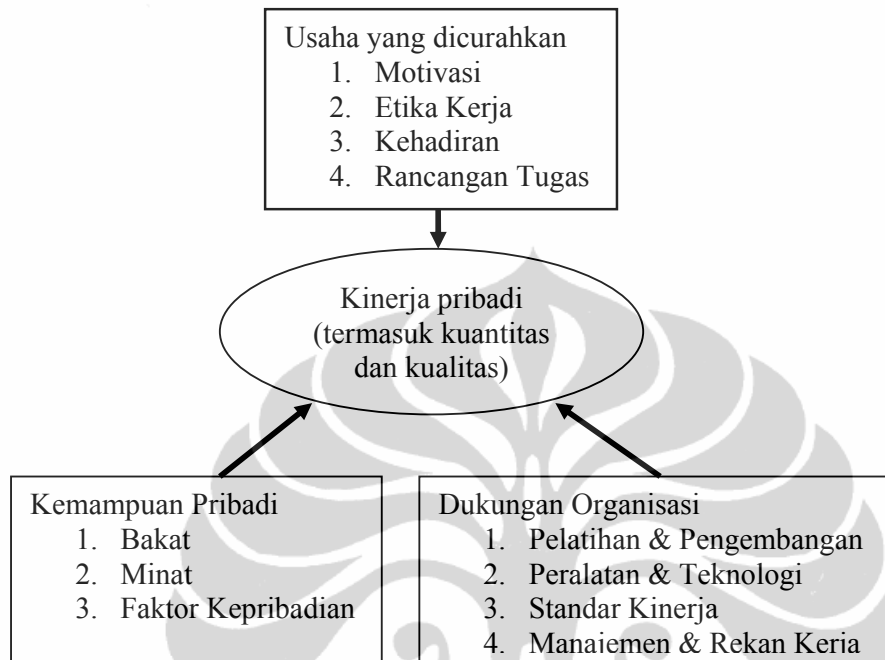 Usaha yang dicurahkan
1. Motivasi
2. Etika Kerja
3. Kehadiran
4. Rancangan Tugas
Kinerja pribadi
(termasuk kuantitas
dan kualitas)
Kemampuan Pribadi
1. Bakat
2. Minat
3. Faktor Kepribadian
Dukungan Organisasi
1. Pelatihan & Pengembangan
2. Peralatan & Teknologi
3. Standar Kinerja
4. Manajemen & Rekan Kerja